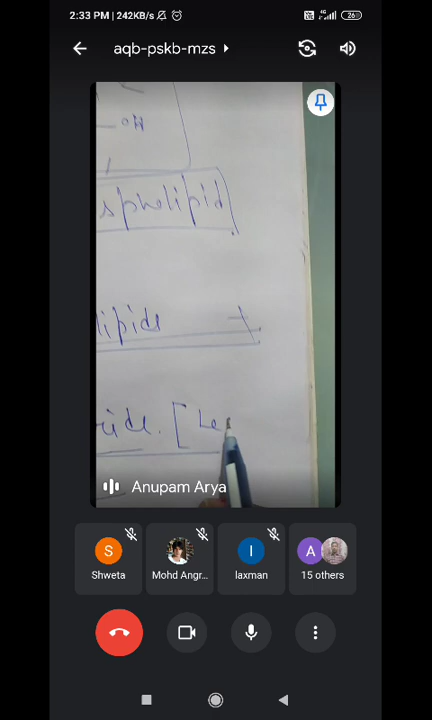 2:33 PM | 242KB/s
26
aqb-pskb-mzs
OH
spholipid
lipids
ride. [Le
Anupam Arya
S
I
A
Shweta
Mohd Angr...
laxman
15 others